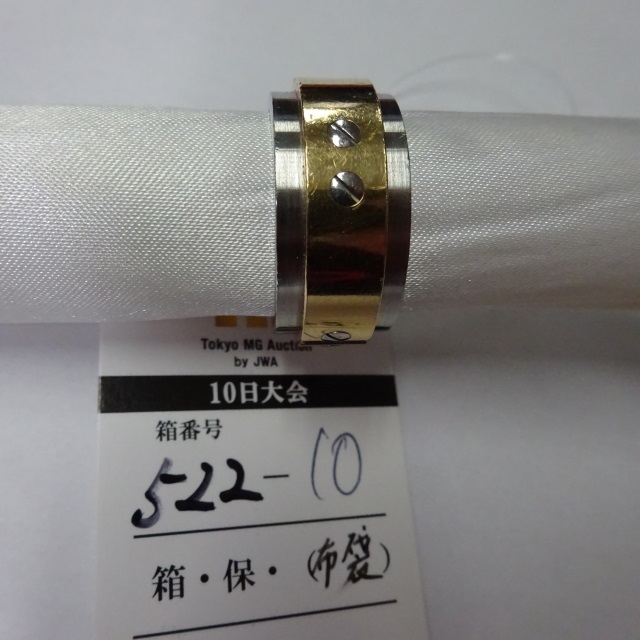 Tokyo MG Auction
by JWA
10日大会
箱番号
522-10
箱・保・(布袋)